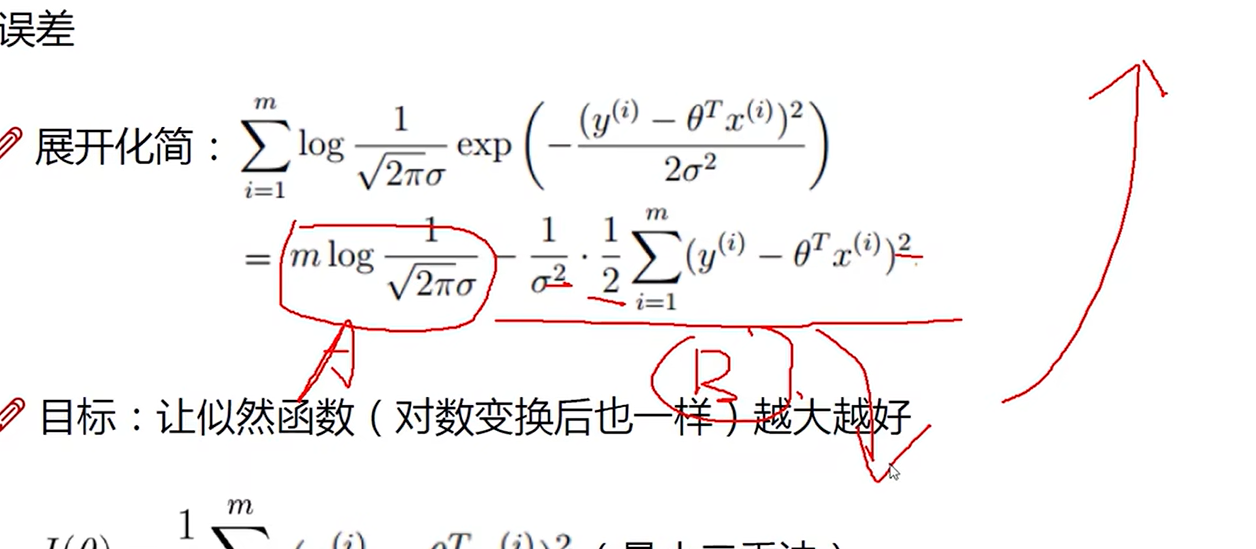 误差
展开化简：$\sum_{i=1}^{m} \log \frac{1}{\sqrt{2\pi}\sigma} \exp\left(-\frac{(y^{(i)} - \theta^T x^{(i)})^2}{2\sigma^2}\right)$
$= m \log \frac{1}{\sqrt{2\pi}\sigma} - \frac{1}{\sigma^2} \cdot \frac{1}{2} \sum_{i=1}^{m} (y^{(i)} - \theta^T x^{(i)})^2$
A B
目标：让似然函数（对数变换后也一样）越大越好